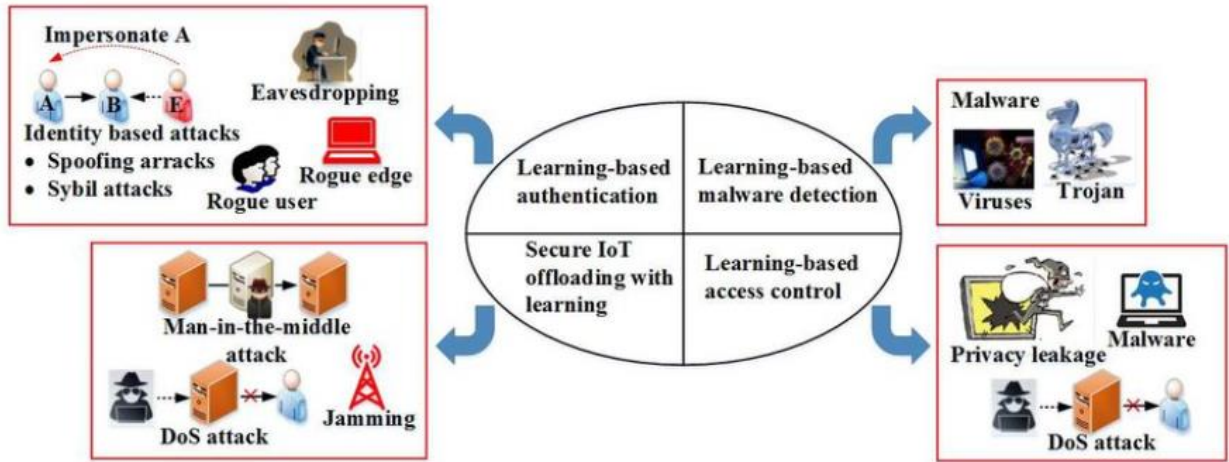 Impersonate A
Eavesdropping
A
B
E
Identity based attacks
• Spoofing arracks
• Sybil attacks
Rogue edge
Rogue user
Learning-based
authentication
Learning-based
malware detection
Secure IoT
offloading with
learning
Learning-based
access control
Malware
Viruses
Trojan
Man-in-the-middle
attack
Jamming
DoS attack
Privacy leakage
Malware
DoS attack